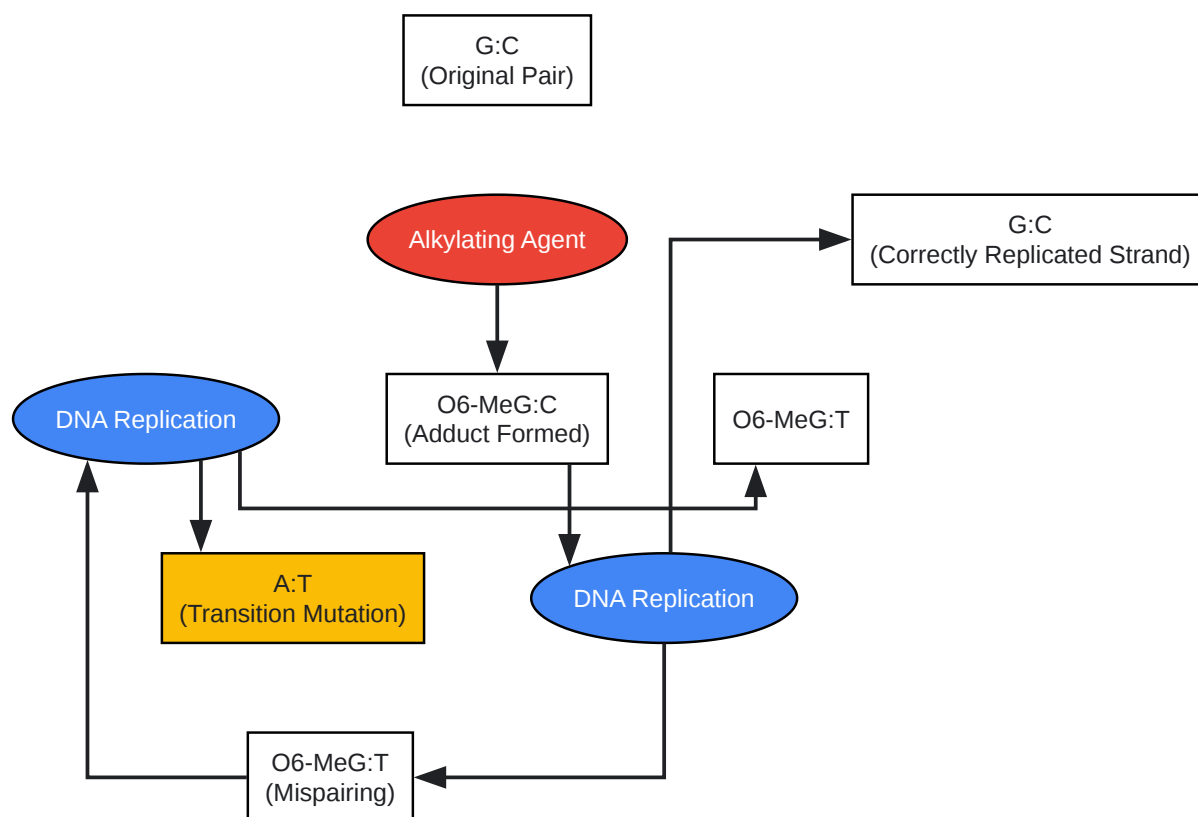 G:C
(Original Pair)
Alkylating Agent
G:C
(Correctly Replicated Strand)
DNA Replication
O6-MeG:C
(Adduct Formed)
O6-MeG:T
A:T
(Transition Mutation)
DNA Replication
O6-MeG:T
(Mispairing)